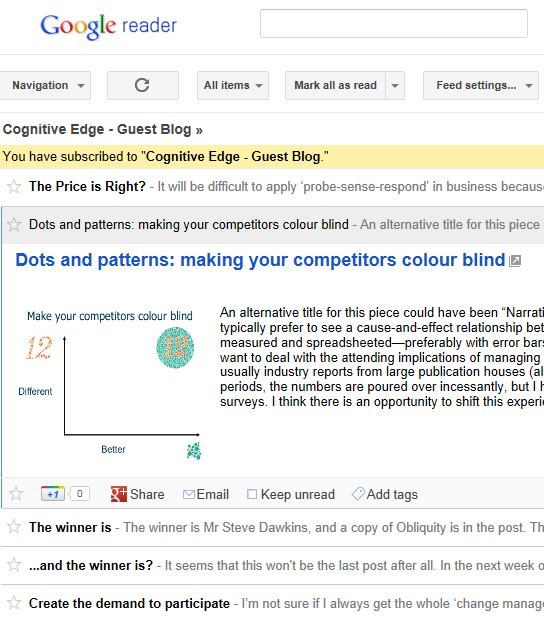 Google reader
Navigation
All items
Mark all as read
Feed settings...
Cognitive Edge - Guest Blog »
You have subscribed to "Cognitive Edge - Guest Blog."
The Price is Right? - It will be difficult to apply 'probe-sense-respond' in business becaus
Dots and patterns: making your competitors colour blind - An alternative title for this piece
Dots and patterns: making your competitors colour blind
Make your competitors colour blind
12
12
Different
Better
An alternative title for this piece could have been "Narrati
typically prefer to see a cause-and-effect relationship bet
measured and spreadsheeted—preferably with error bars
want to deal with the attending implications of managing
usually industry reports from large publication houses (al
periods, the numbers are poured over incessantly, but I h
surveys. I think there is an opportunity to shift this experi
+1 0 g+ Share Email Keep unread Add tags
The winner is - The winner is Mr Steve Dawkins, and a copy of Obliquity is in the post. Th
...and the winner is? - It seems that this won't be the last post after all. In the next week o
Create the demand to participate - I'm not sure if I always get the whole 'change manag